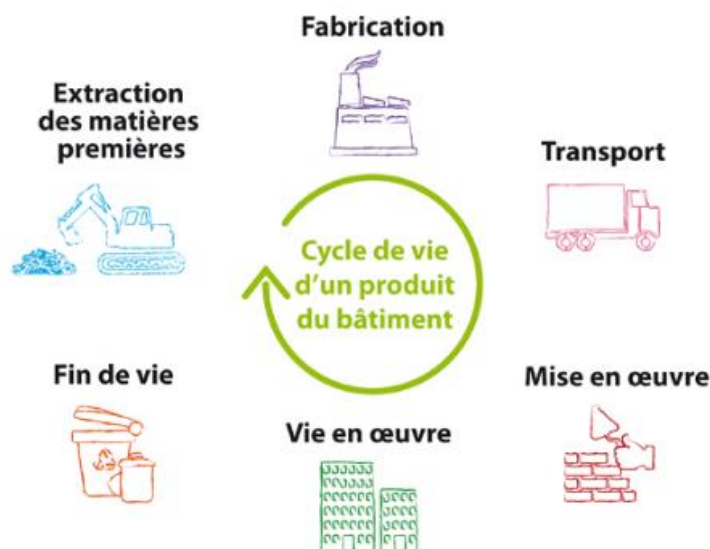 Fabrication
Extraction
des matières
premières
Transport
Cycle de vie
d'un produit
du bâtiment
Fin de vie
Mise en œuvre
Vie en œuvre